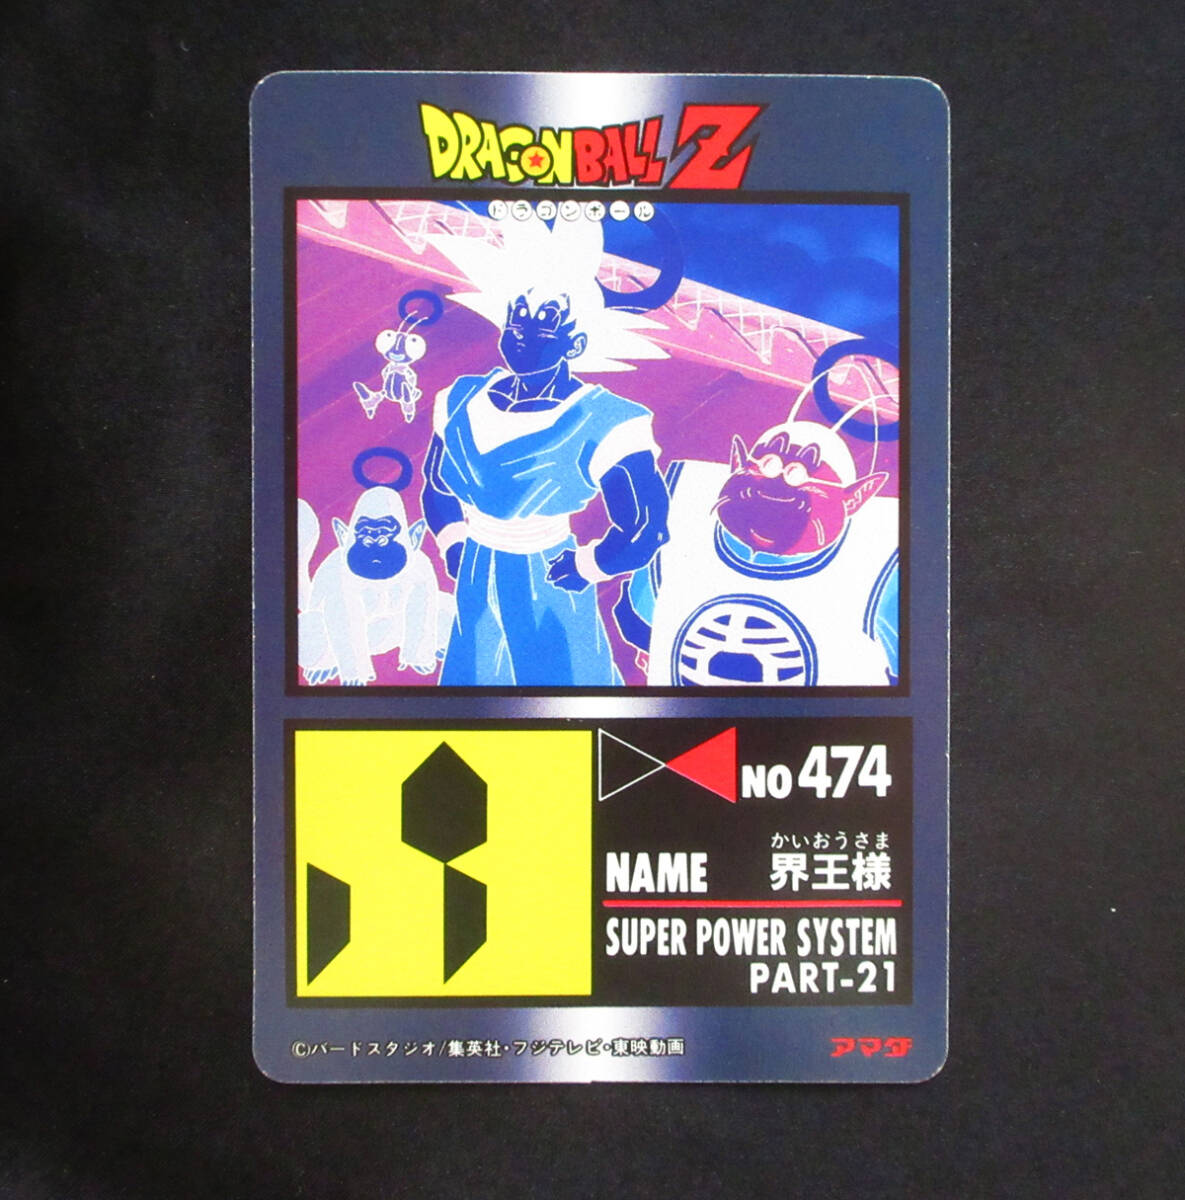 DRAGONBALL Z
ドラゴンボール
NO 474
かいおうさま
NAME 界王様
SUPER POWER SYSTEM
PART-21
©バードスタジオ/集英社・フジテレビ・東映動画
アマダ